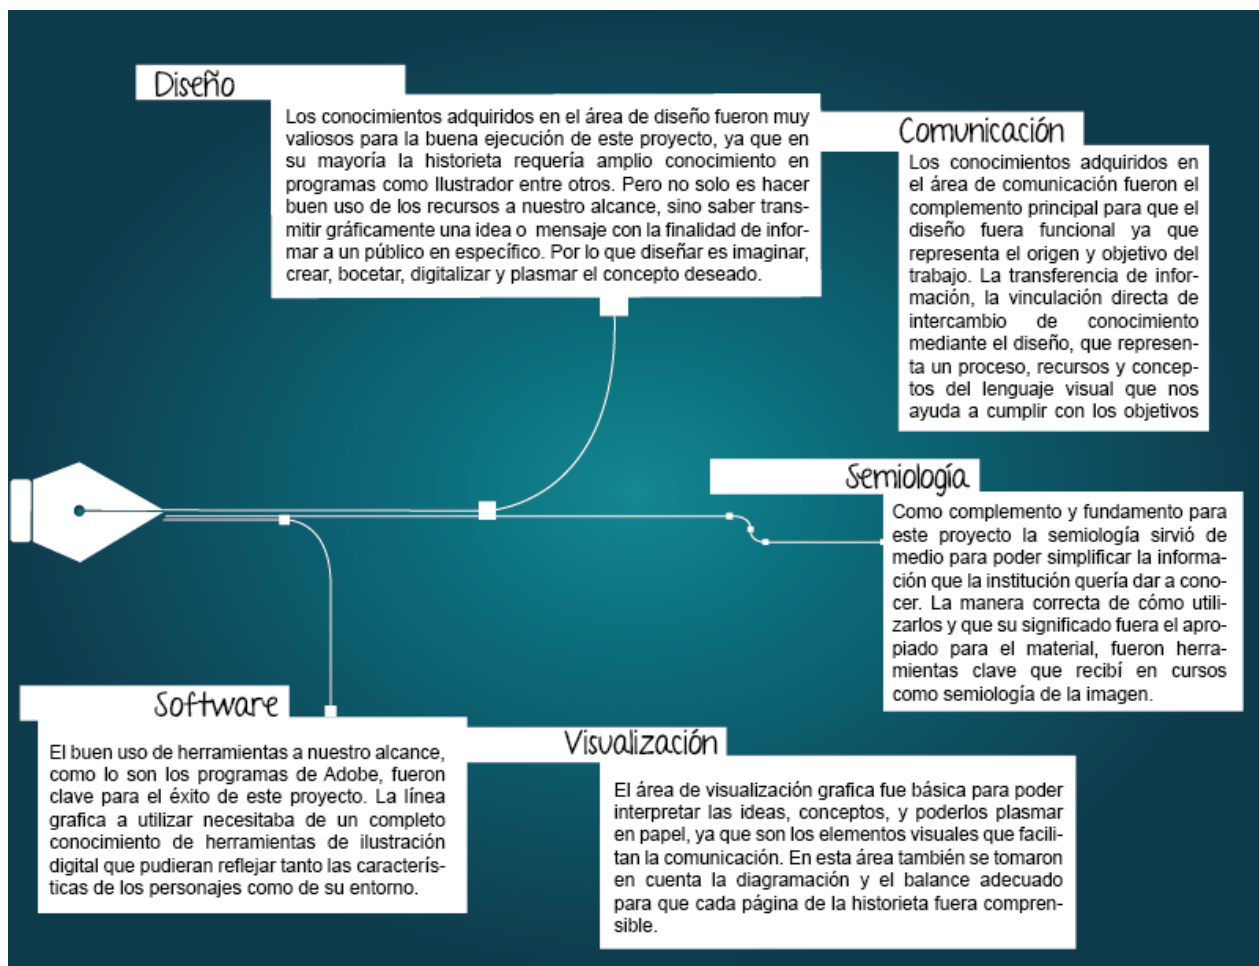 Diseño
Los conocimientos adquiridos en el área de diseño fueron muy
valiosos para la buena ejecución de este proyecto, ya que en
su mayoría la historieta requería amplio conocimiento en
programas como Ilustrador entre otros. Pero no solo es hacer
buen uso de los recursos a nuestro alcance, sino saber trans-
mitir gráficamente una idea o mensaje con la finalidad de infor-
mar a un público en específico. Por lo que diseñar es imaginar,
crear, bocetar, digitalizar y plasmar el concepto deseado.
Comunicación
Los conocimientos adquiridos en
el área de comunicación fueron el
complemento principal para que el
diseño fuera funcional ya que
representa el origen y objetivo del
trabajo. La transferencia de infor-
mación, la vinculación directa de
intercambio de conocimiento
mediante el diseño, que represen-
ta un proceso, recursos y concep-
tos del lenguaje visual que nos
ayuda a cumplir con los objetivos
Semiología
Como complemento y fundamento para
este proyecto la semiología sirvió de
medio para poder simplificar la informa-
ción que la institución quería dar a cono-
cer. La manera correcta de cómo utili-
zarlos y que su significado fuera el apro-
piado para el material, fueron herra-
mientas clave que recibí en cursos
como semiología de la imagen.
Software
El buen uso de herramientas a nuestro alcance,
como lo son los programas de Adobe, fueron
clave para el éxito de este proyecto. La línea
grafica a utilizar necesitaba de un completo
conocimiento de herramientas de ilustración
digital que pudieran reflejar tanto las caracterís-
ticas de los personajes como de su entorno.
Visualización
El área de visualización grafica fue básica para poder
interpretar las ideas, conceptos, y poderlos plasmar
en papel, ya que son los elementos visuales que facili-
tan la comunicación. En esta área también se tomaron
en cuenta la diagramación y el balance adecuado
para que cada página de la historieta fuera compren-
sible.